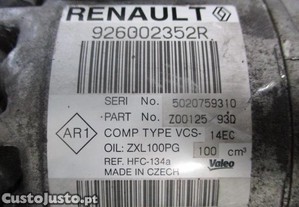 RENAULT
926002352R
SERI No. 5020759310
PART No. Z00125 93D
AR1
COMP TYPE VCS- 14EC
OIL: ZXL100PG 100 cm³
REF. HFC-134a
MADE IN CZECH Valeo
CustoJusto.pt